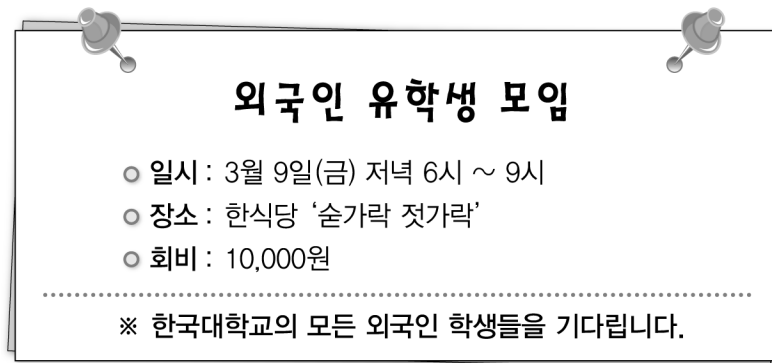 외국인 유학생 모임
일시 : 3월 9일(금) 저녁 6시 ~ 9시
장소 : 한식당 ‘숟가락 젓가락’
회비 : 10,000원
※ 한국대학교의 모든 외국인 학생들을 기다립니다.